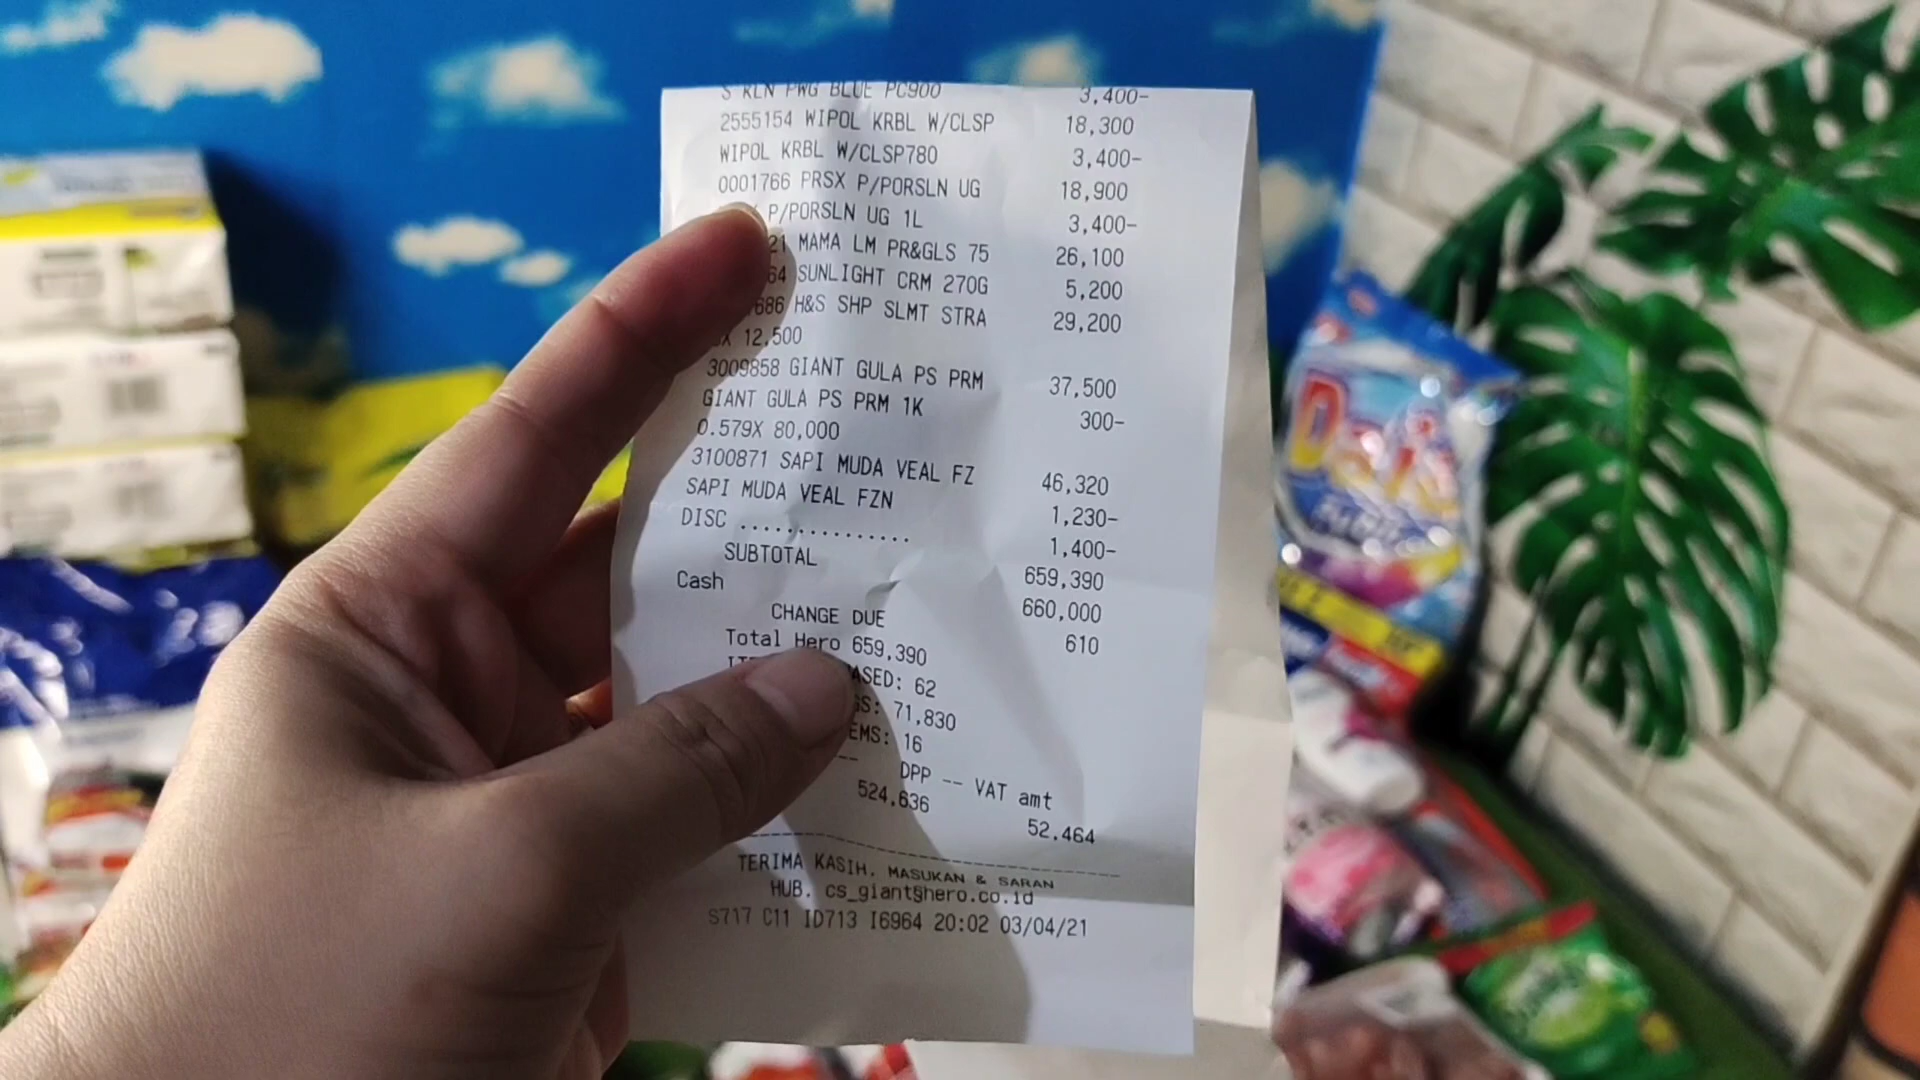 S KLN PWG BLUE PC900 3,400-
2555154 WIPOL KRBL W/CLSP 18,300
WIPOL KRBL W/CLSP780 3,400-
0001766 PRSX P/PORSLN UG 18,900
P/PORSLN UG 1L 3,400-
21 MAMA LM PR&GLS 75 26,100
64 SUNLIGHT CRM 270G 5,200
686 H&S SHP SLMT STRA 29,200
X 12,500
3009858 GIANT GULA PS PRM 37,500
GIANT GULA PS PRM 1K 300-
0.579X 80,000
3100871 SAPI MUDA VEAL FZ 46,320
SAPI MUDA VEAL FZN 1,230-
DISC .............. 1,400-
SUBTOTAL 659,390
Cash 660,000
CHANGE DUE 610
Total Hero 659,390
ASED: 62
GS: 71,830
EMS: 16
-- DPP -- VAT amt
524.636 52.464
TERIMA KASIH, MASUKAN & SARAN
HUB. cs_giant@hero.co.id
S717 C11 ID713 I6964 20:02 03/04/21